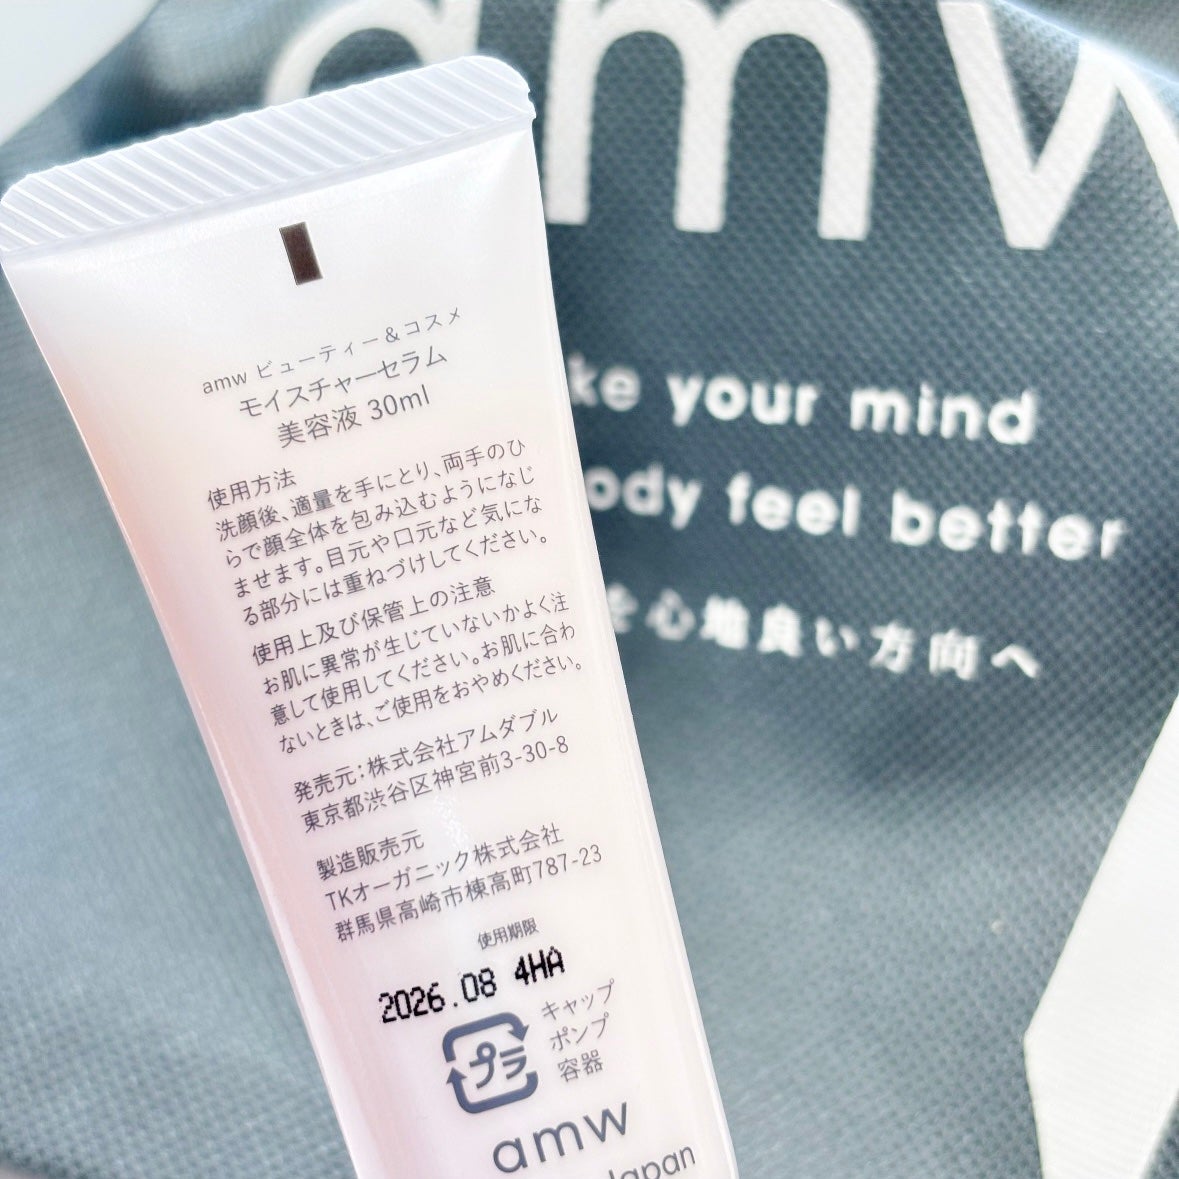 amw
your mind
feel better
心地良い方向へ
amw ビューティー&コスメ
モイスチャーセラム
美容液 30ml
使用方法
洗顔後、適量を手にとり、両手のひ
らで顔全体を包み込むようになじ
ませます。目元や口元など気にな
る部分には重ねづけしてください。
使用上及び保管上の注意
お肌に異常が生じていないかよく注
意して使用してください。お肌に合わ
ないときは、ご使用をおやめください。
発売元:株式会社アムダブル
東京都渋谷区神宮前3-30-8
製造販売元
TKオーガニック株式会社
群馬県高崎市棟高町787-23
使用期限
2026.08 4HA
プラ
キャップ
ポンプ
容器
amw
Japan